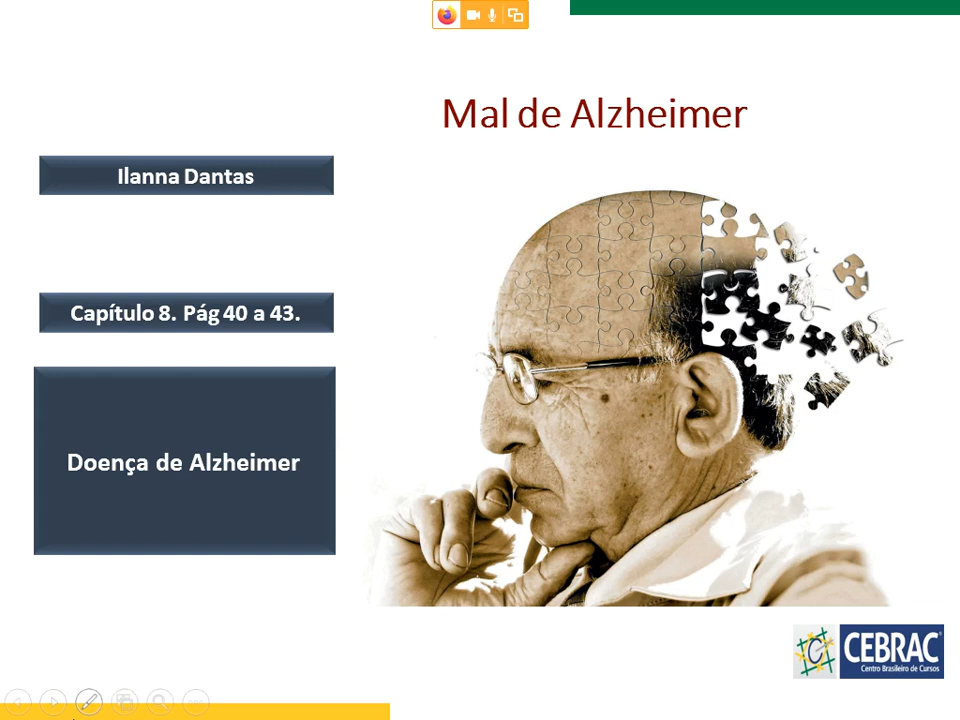 Mal de Alzheimer
Ilanna Dantas
Capítulo 8. Pág 40 a 43.
Doença de Alzheimer
CEBRAC
Centro Brasileiro de Cursos